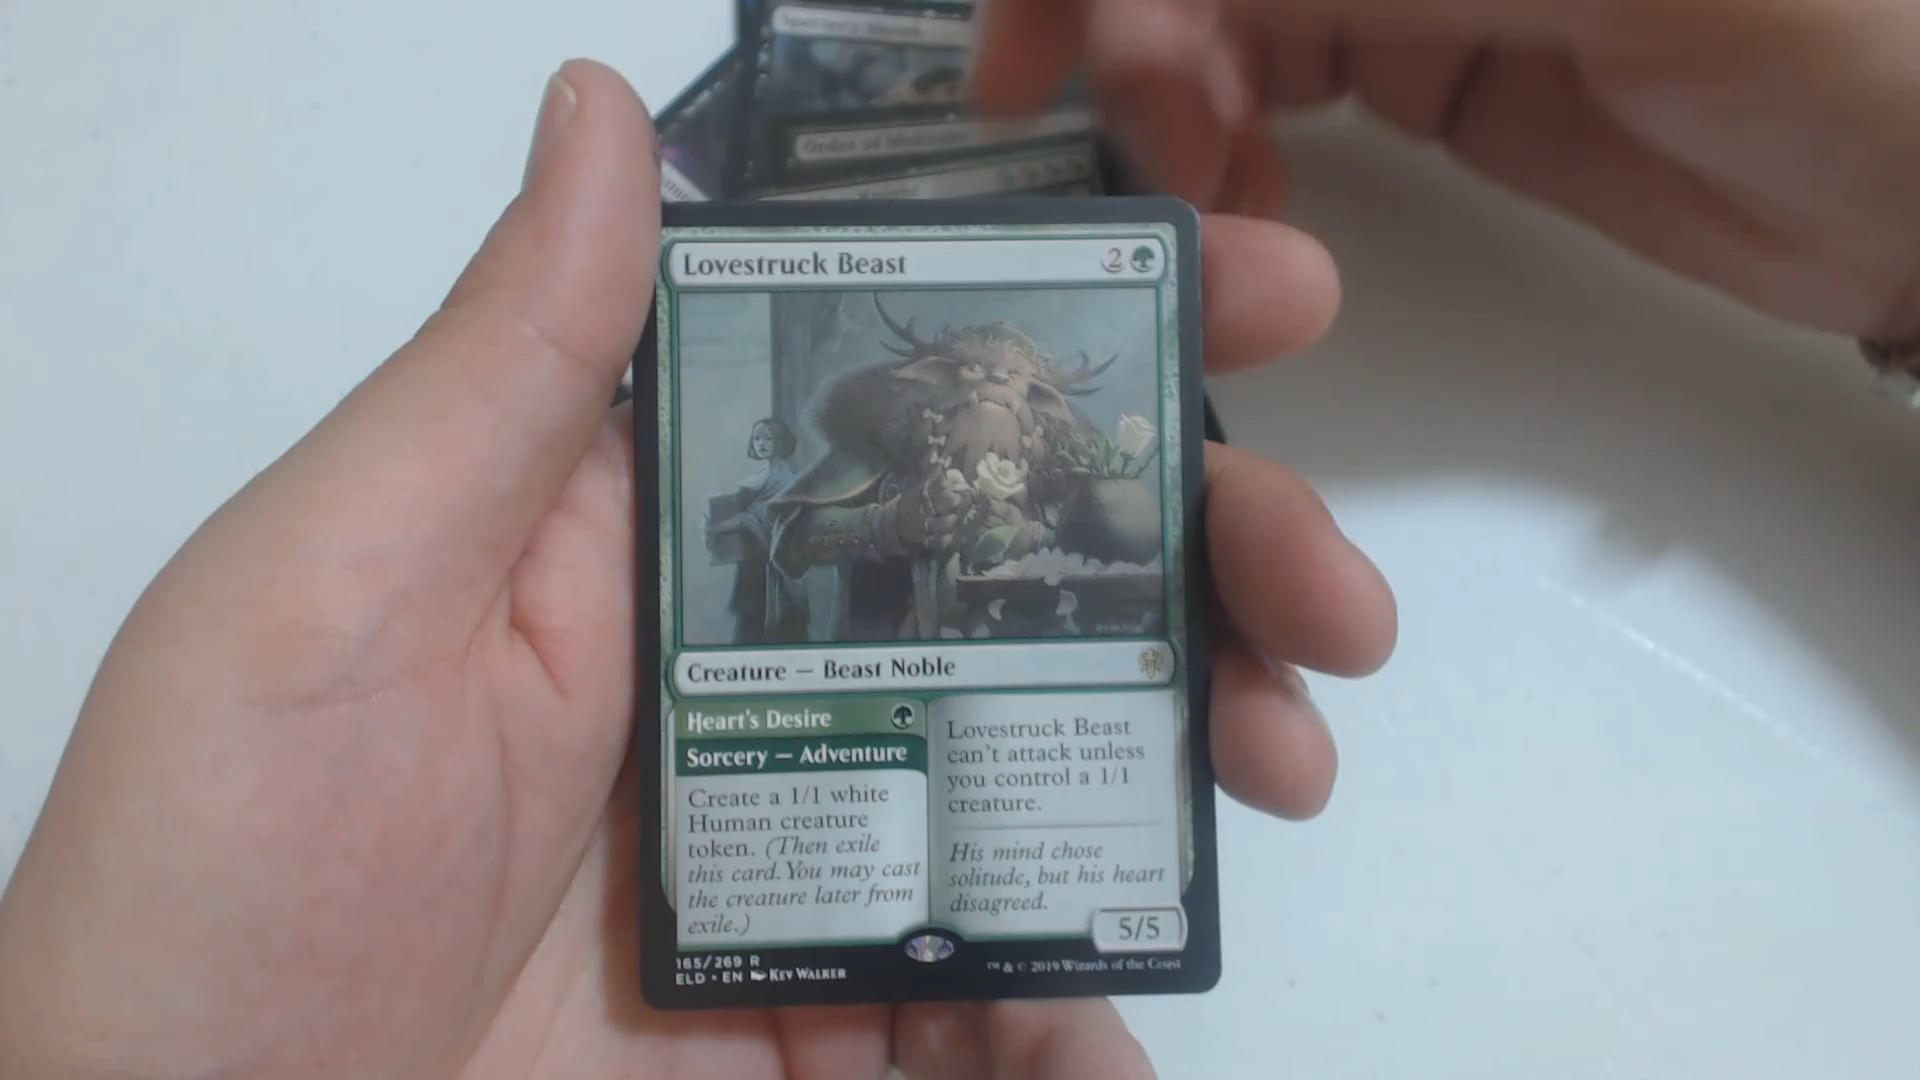 Order of
Lovestruck Beast 2
Creature — Beast Noble
Heart's Desire
Sorcery — Adventure
Create a 1/1 white
Human creature
token. (Then exile
this card. You may cast
the creature later from
exile.)
Lovestruck Beast
can't attack unless
you control a 1/1
creature.
His mind chose
solitude, but his heart
disagreed.
5/5
165/269 R
ELD • EN KEV WALKER
™ & © 2019 Wizards of the Coast